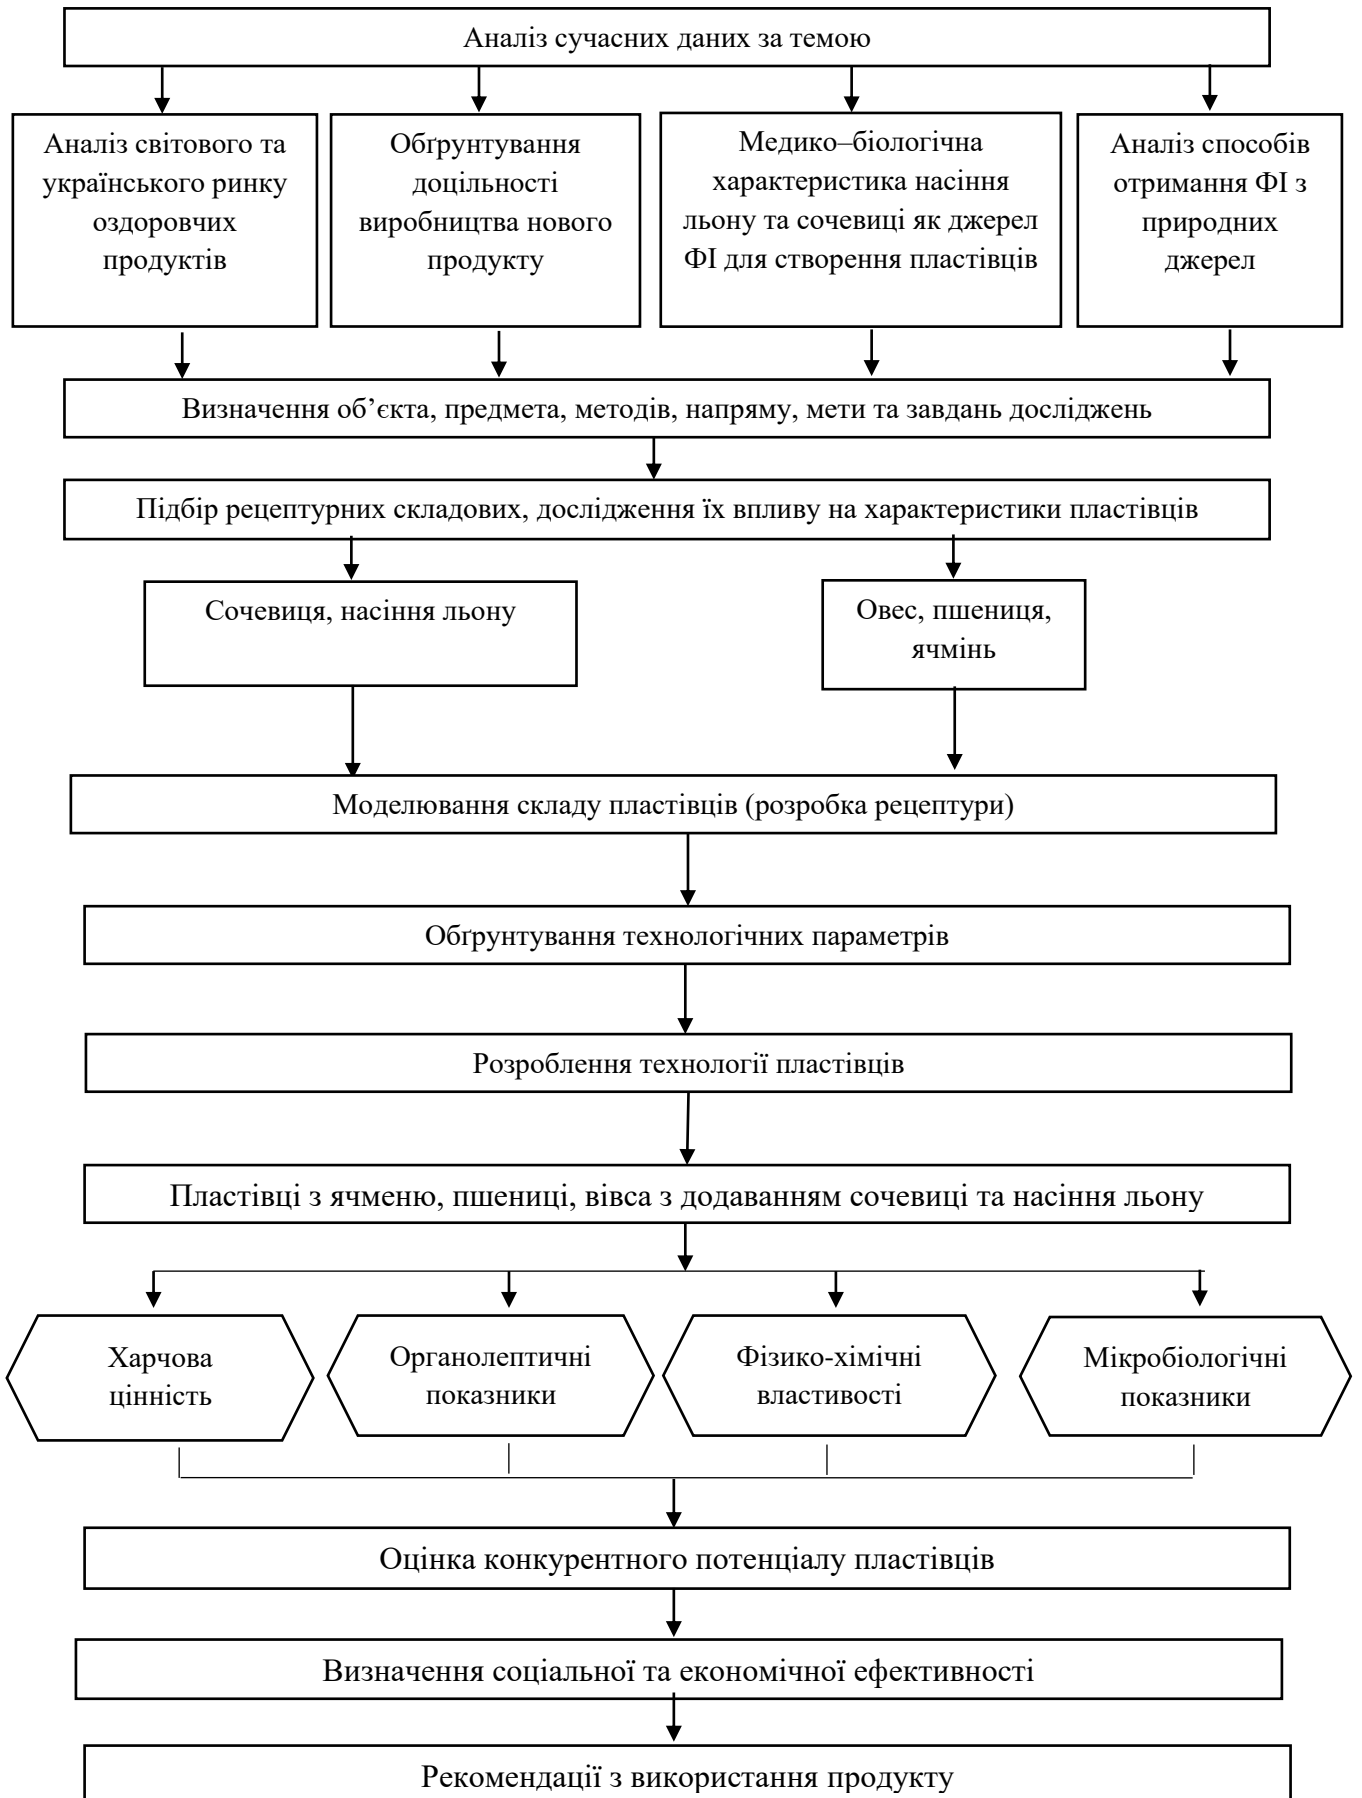 Аналіз сучасних даних за темою
Аналіз світового та
українського ринку
оздоровчих
продуктів
Обґрунтування
доцільності
виробництва нового
продукту
Медико–біологічна
характеристика насіння
льону та сочевиці як джерел
ФІ для створення пластівців
Аналіз способів
отримання ФІ з
природних
джерел
Визначення об’єкта, предмета, методів, напряму, мети та завдань досліджень
Підбір рецептурних складових, дослідження їх впливу на характеристики пластівців
Сочевиця, насіння льону
Овес, пшениця,
ячмінь
Моделювання складу пластівців (розробка рецептури)
Обґрунтування технологічних параметрів
Розроблення технології пластівців
Пластівці з ячменю, пшениці, вівса з додаванням сочевиці та насіння льону
Харчова
цінність
Органолептичні
показники
Фізико-хімічні
властивості
Мікробіологічні
показники
Оцінка конкурентного потенціалу пластівців
Визначення соціальної та економічної ефективності
Рекомендації з використання продукту